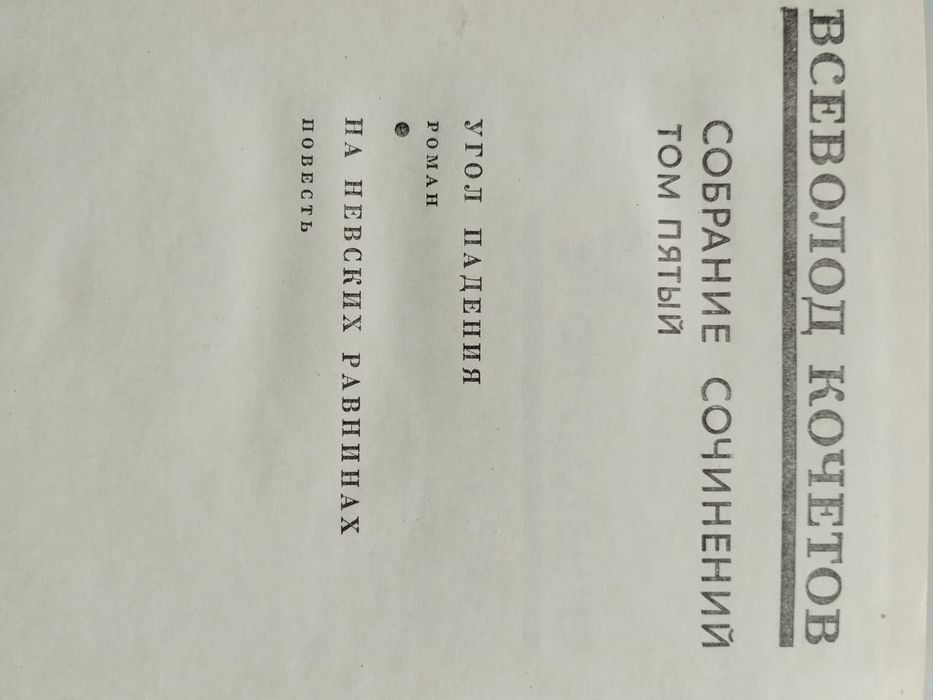 ВСЕВОЛОД КОЧЕТОВ
СОБРАНИЕ СОЧИНЕНИЙ
ТОМ ПЯТЫЙ
УГОЛ ПАДЕНИЯ
РОМАН
НА НЕВСКИХ РАВНИНАХ
ПОВЕСТЬ